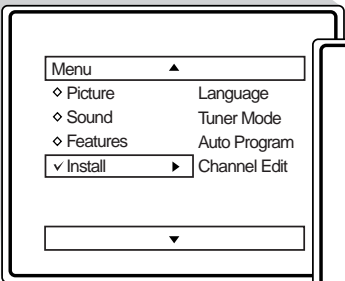 Menu
Picture Language
Sound Tuner Mode
Features Auto Program
Install Channel Edit